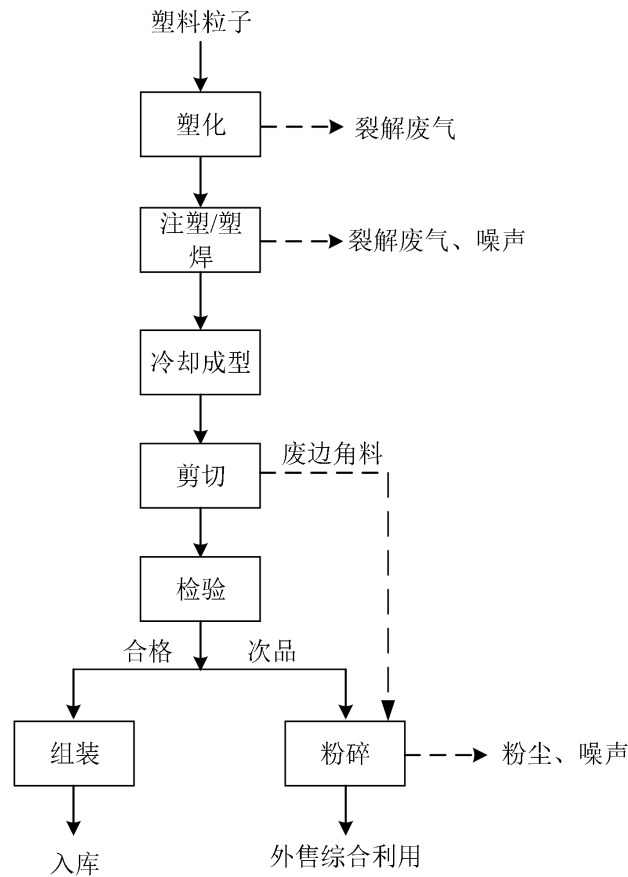 塑料粒子
塑化
裂解废气
注塑/塑
焊
裂解废气、噪声
冷却成型
剪切
废边角料
检验
合格
次品
组装
粉碎
粉尘、噪声
入库
外售综合利用